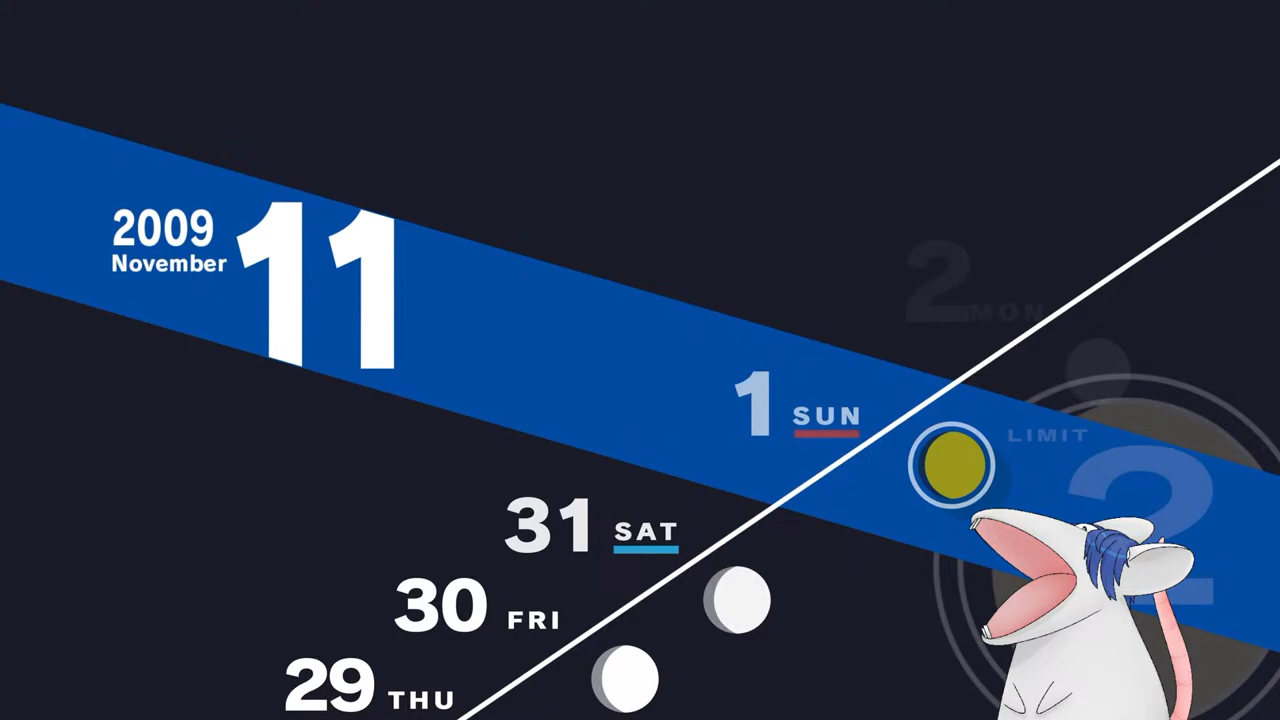 2009
November
11
2 MON
1 SUN
LIMIT
2
31 SAT
30 FRI
29 THU